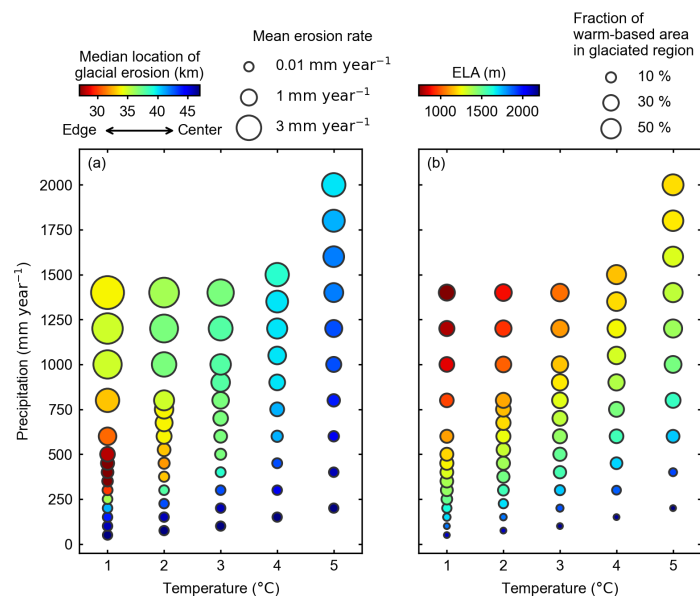 Median location of
glacial erosion (km)
30 35 40 45
Edge Center
Mean erosion rate
0.01 mm year⁻¹
1 mm year⁻¹
3 mm year⁻¹
ELA (m)
1000 1500 2000
Fraction of
warm-based area
in glaciated region
10 %
30 %
50 %
(a)
(b)
Precipitation (mm year⁻¹)
2000
1750
1500
1250
1000
750
500
250
0
1 2 3 4 5
Temperature (°C)
1 2 3 4 5
Temperature (°C)